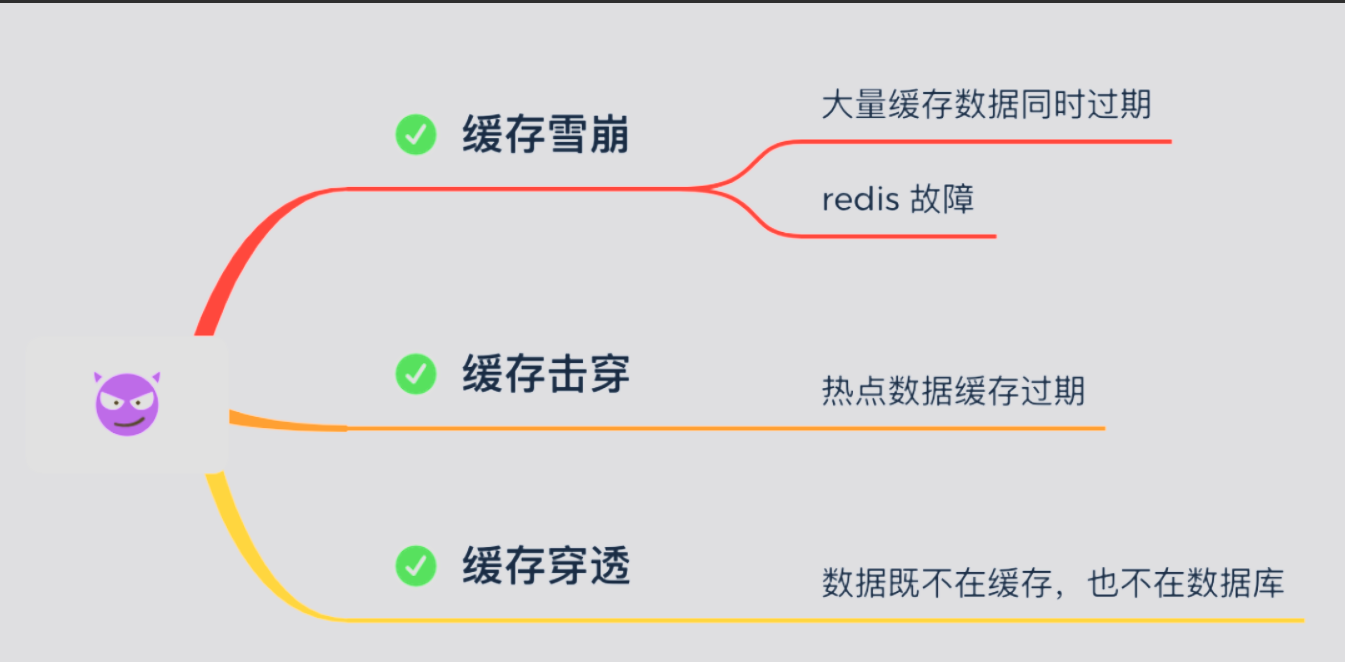 缓存雪崩
大量缓存数据同时过期
redis 故障
缓存击穿
热点数据缓存过期
缓存穿透
数据既不在缓存，也不在数据库